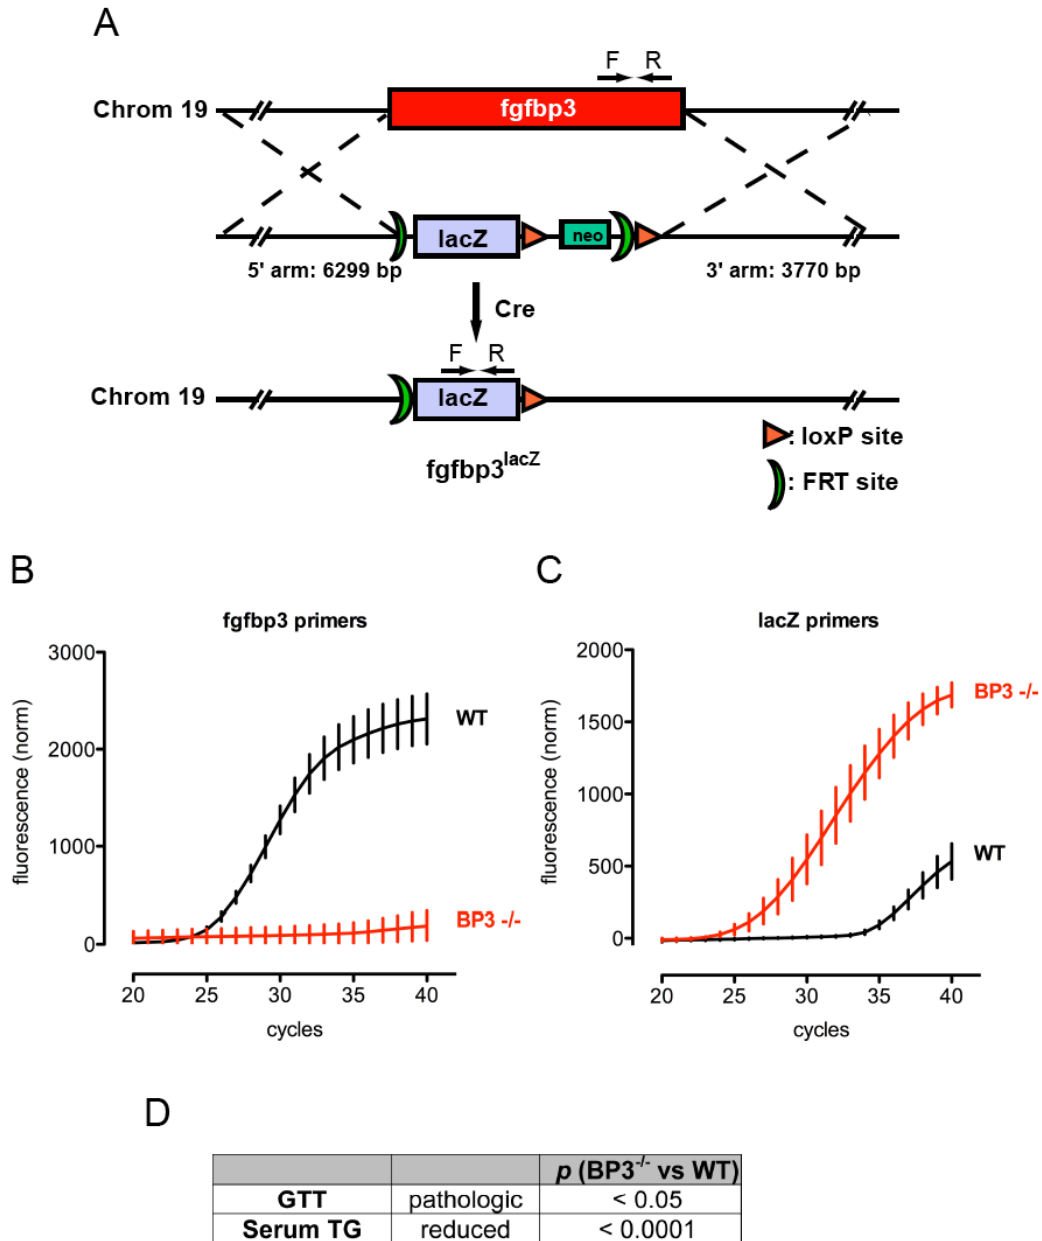 A
F R
Chrom 19 fgfbp3
lacZ neo
5' arm: 6299 bp 3' arm: 3770 bp
Cre
F R
Chrom 19 lacZ
: loxP site
fgfbp3lacZ
: FRT site
B
C
fgfbp3 primers
lacZ primers
3000
2000
1000
0
fluorescence (norm)
WT
BP3 -/-
20 25 30 35 40
cycles
2000
1500
1000
500
0
fluorescence (norm)
BP3 -/-
WT
20 25 30 35 40
cycles
D
p (BP3-/- vs WT)
GTT pathologic < 0.05
Serum TG reduced < 0.0001